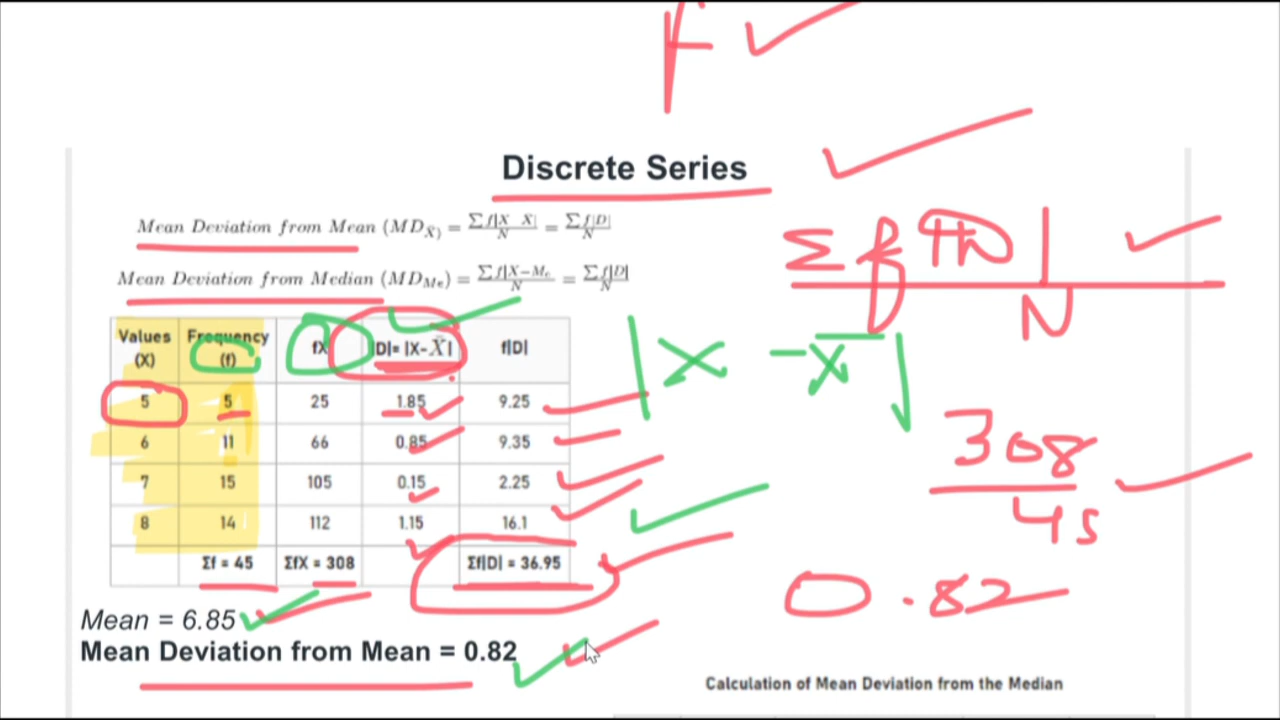 Discrete Series
Mean Deviation from Mean (MD_X̄) = Σf|X X̄|/N = Σf|D|/N
Mean Deviation from Median (MD_Me) = Σf|X−Me/N = Σf|D|/N
Values (X) Frequency (f) fX |D|= |X-X̄| f|D|
5 5 25 1.85 9.25
6 11 66 0.85 9.35
7 15 105 0.15 2.25
8 14 112 1.15 16.1
Σf = 45 ΣfX = 308 Σf|D| = 36.95
Mean = 6.85
Mean Deviation from Mean = 0.82
N
|X -X̄|
308
45
0.82
Calculation of Mean Deviation from the Median